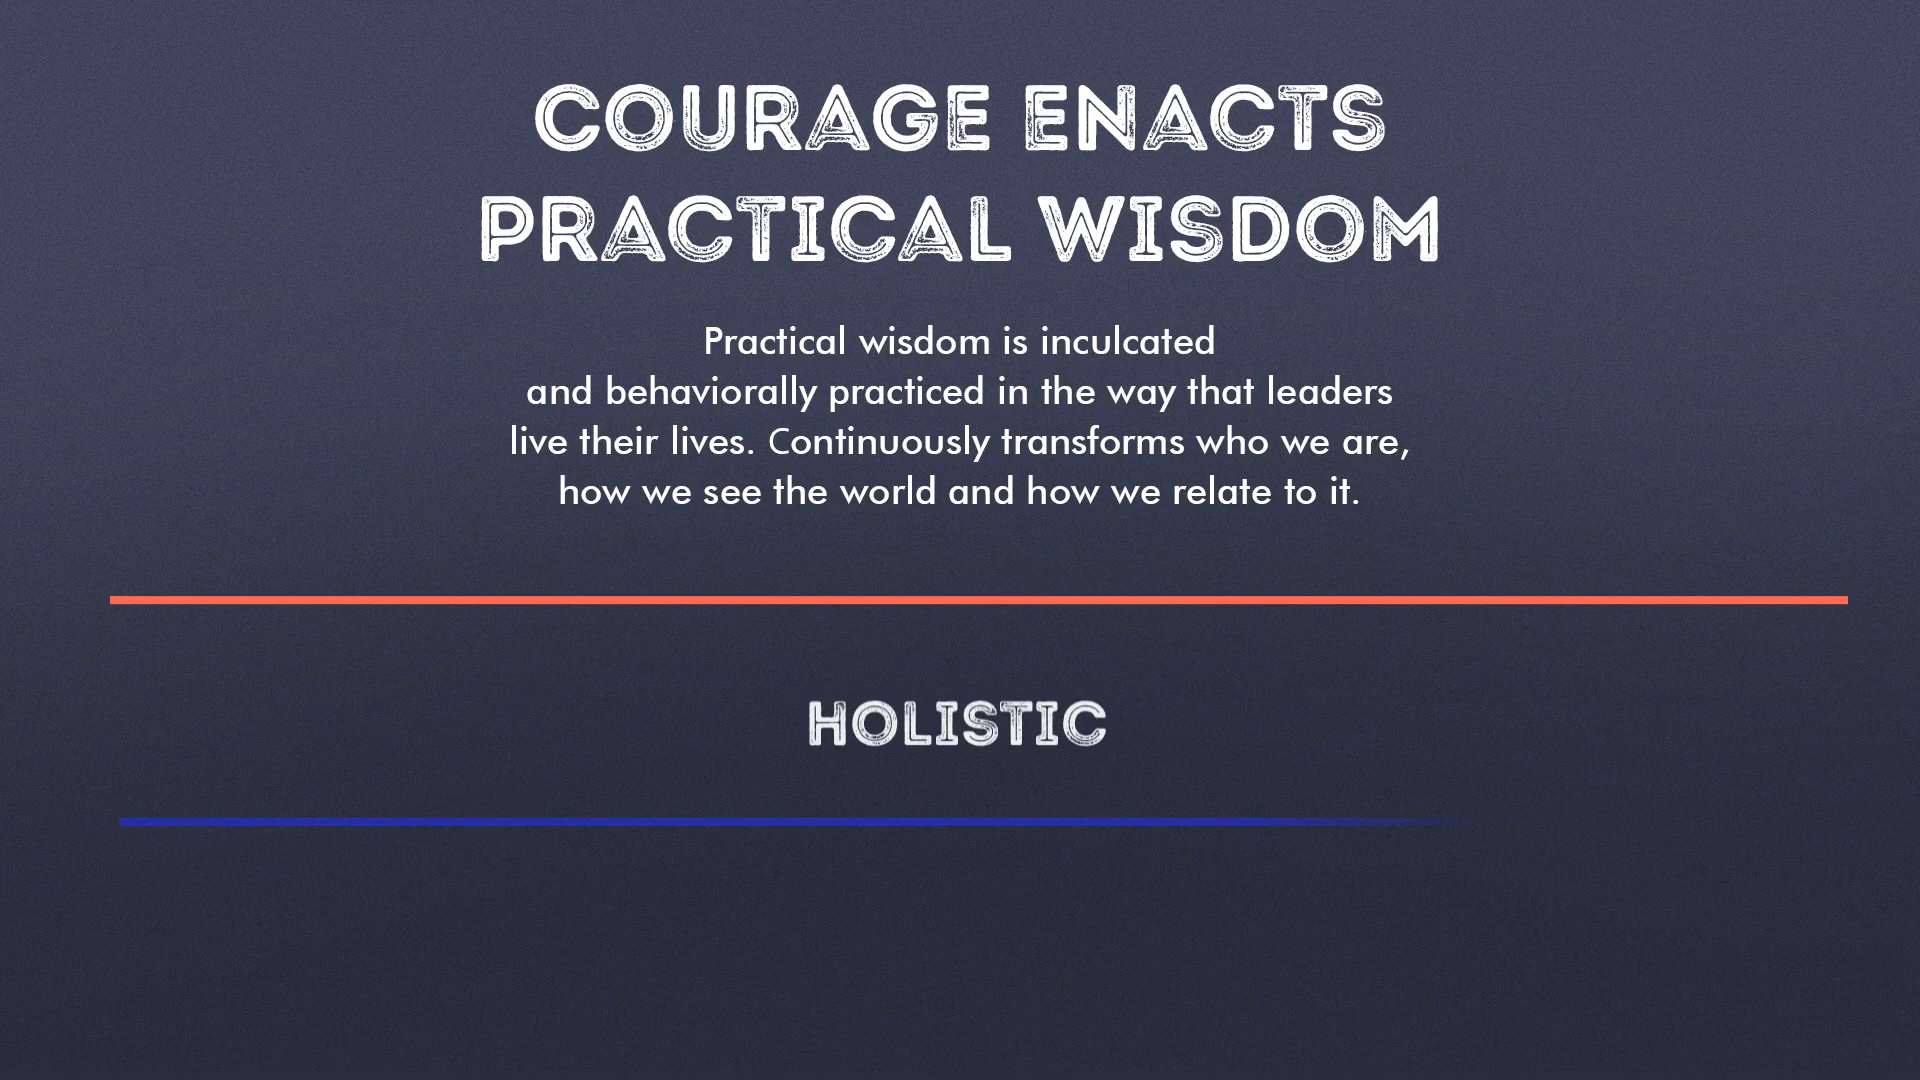 COURAGE ENACTS
PRACTICAL WISDOM
Practical wisdom is inculcated
and behaviorally practiced in the way that leaders
live their lives. Continuously transforms who we are,
how we see the world and how we relate to it.
HOLISTIC